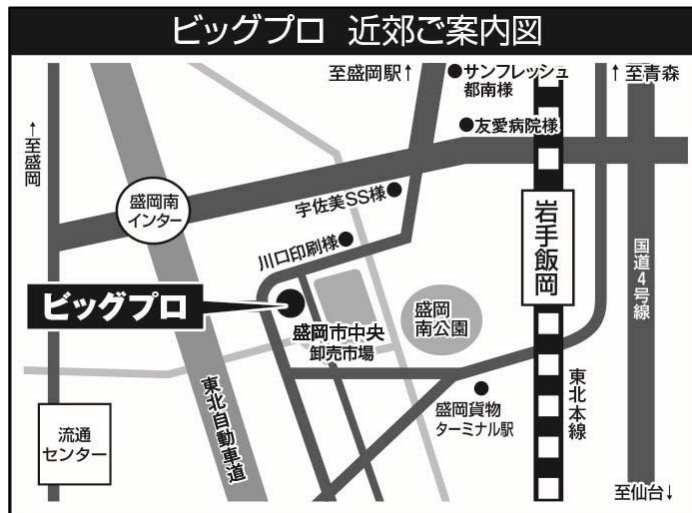 ビッグプロ 近郊ご案内図
至盛岡駅↑
サンフレッシュ
都南様
↑至青森
友愛病院様
↑至盛岡
盛岡南
インター
宇佐美SS様
川口印刷様
岩手飯岡
国道4号線
ビッグプロ
盛岡市中央
卸売市場
盛岡
南公園
東北自動車道
盛岡貨物
ターミナル駅
東北本線
流通
センター
至仙台↓